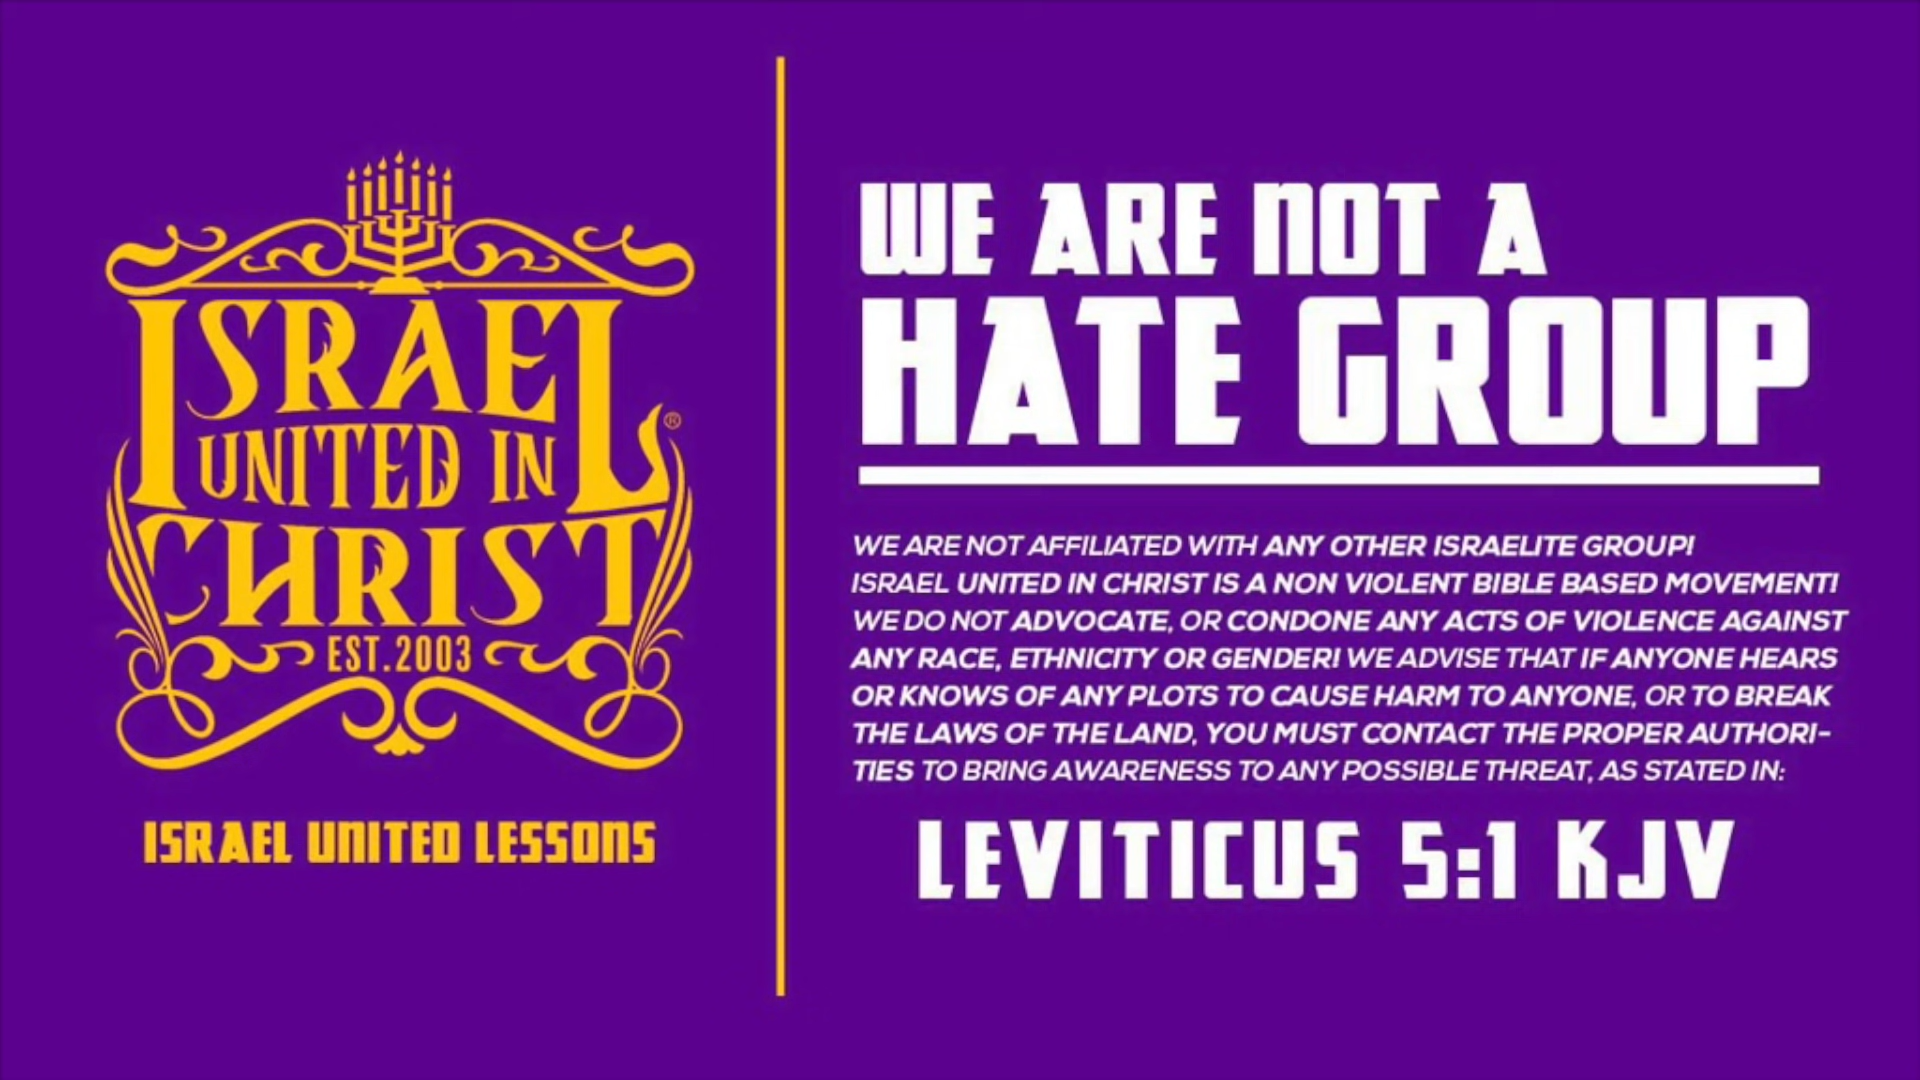 ISRAEL
UNITED IN
CHRIST
®
EST.2003
ISRAEL UNITED LESSONS
WE ARE NOT A
HATE GROUP
WE ARE NOT AFFILIATED WITH ANY OTHER ISRAELITE GROUP!
ISRAEL UNITED IN CHRIST IS A NON VIOLENT BIBLE BASED MOVEMENT!
WE DO NOT ADVOCATE, OR CONDONE ANY ACTS OF VIOLENCE AGAINST
ANY RACE, ETHNICITY OR GENDER! WE ADVISE THAT IF ANYONE HEARS
OR KNOWS OF ANY PLOTS TO CAUSE HARM TO ANYONE, OR TO BREAK
THE LAWS OF THE LAND, YOU MUST CONTACT THE PROPER AUTHORI-
TIES TO BRING AWARENESS TO ANY POSSIBLE THREAT, AS STATED IN:
LEVITICUS 5:1 KJV